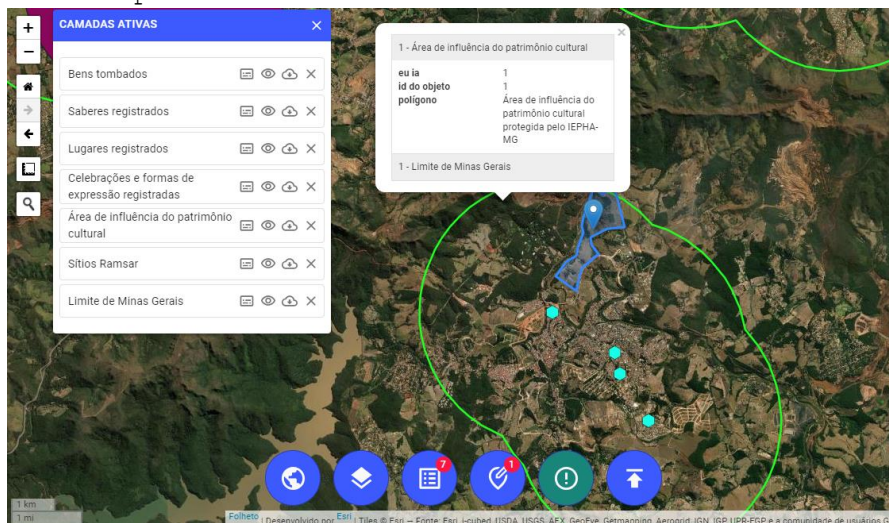 CAMADAS ATIVAS
Bens tombados
Saberes registrados
Lugares registrados
Celebrações e formas de
expressão registradas
Área de influência do patrimônio
cultural
Sítios Ramsar
Limite de Minas Gerais
1 - Área de influência do patrimônio cultural
eu ia 1
id do objeto 1
polígono Área de influência do
patrimônio cultural
protegida pelo IEPHA-
MG
1 - Limite de Minas Gerais
7
1
1 km
1 mi
Folheto | Desenvolvido por Esri | Tiles © Esri — Fonte: Esri, i-cubed, USDA, USGS, AEX, GeoEye, Getmapping, Aerogrid, IGN, IGP, UPR-EGP e a comunidade de usuários